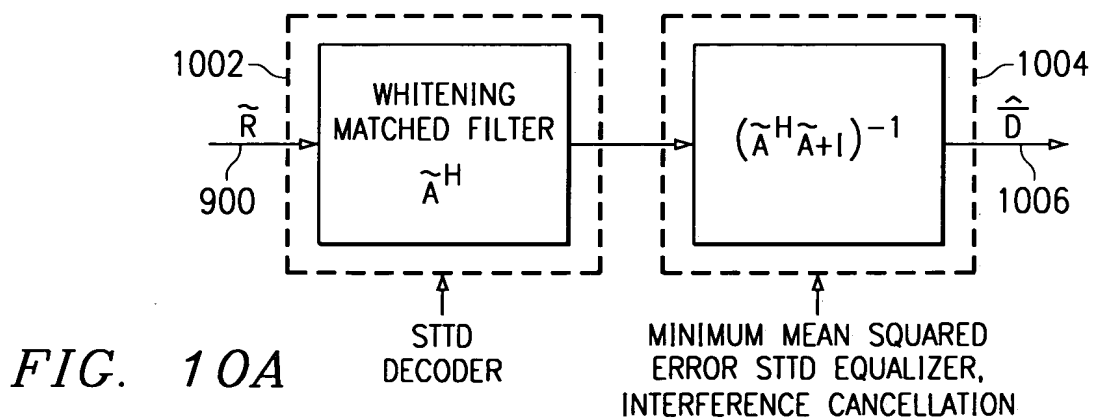 1002
WHITENING
MATCHED FILTER
Ã^H
R̃
900
(Ã^H Ã+I)^−1
1004
D̂
1006
STTD
DECODER
MINIMUM MEAN SQUARED
ERROR STTD EQUALIZER,
INTERFERENCE CANCELLATION
FIG. 10A